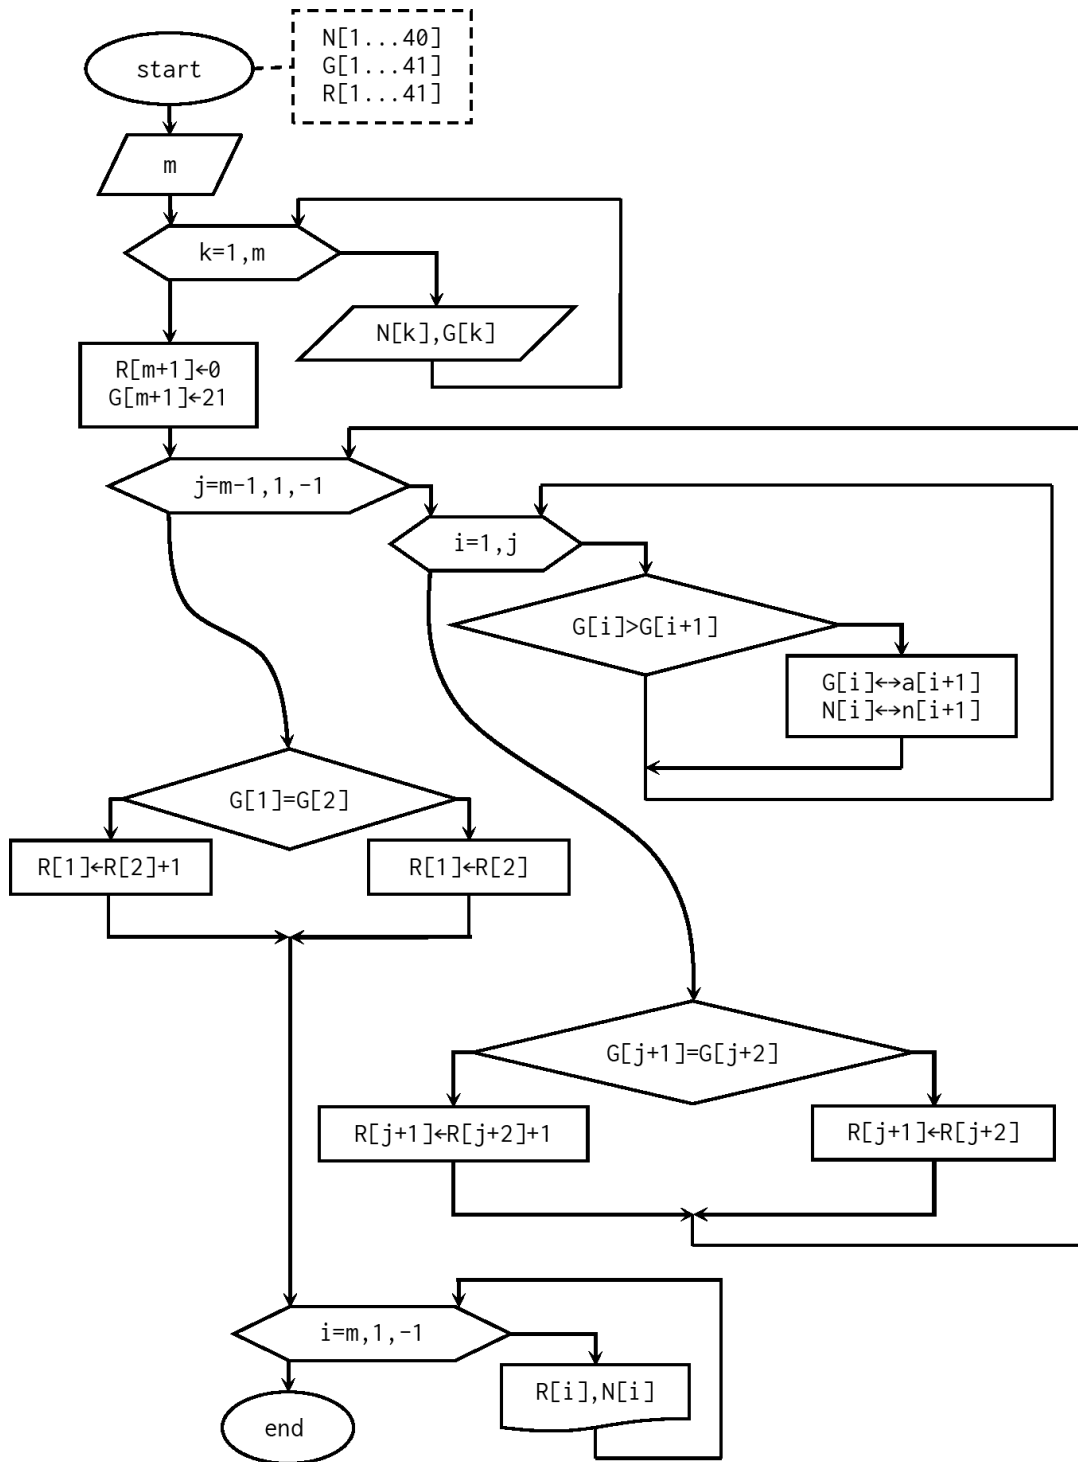 start
N[1...40]
G[1...41]
R[1...41]
m
k=1,m
N[k],G[k]
R[m+1]←0
G[m+1]←21
j=m-1,1,-1
i=1,j
G[i]>G[i+1]
G[i]↔a[i+1]
N[i]↔n[i+1]
G[1]=G[2]
R[1]←R[2]+1
R[1]←R[2]
G[j+1]=G[j+2]
R[j+1]←R[j+2]+1
R[j+1]←R[j+2]
i=m,1,-1
R[i],N[i]
end